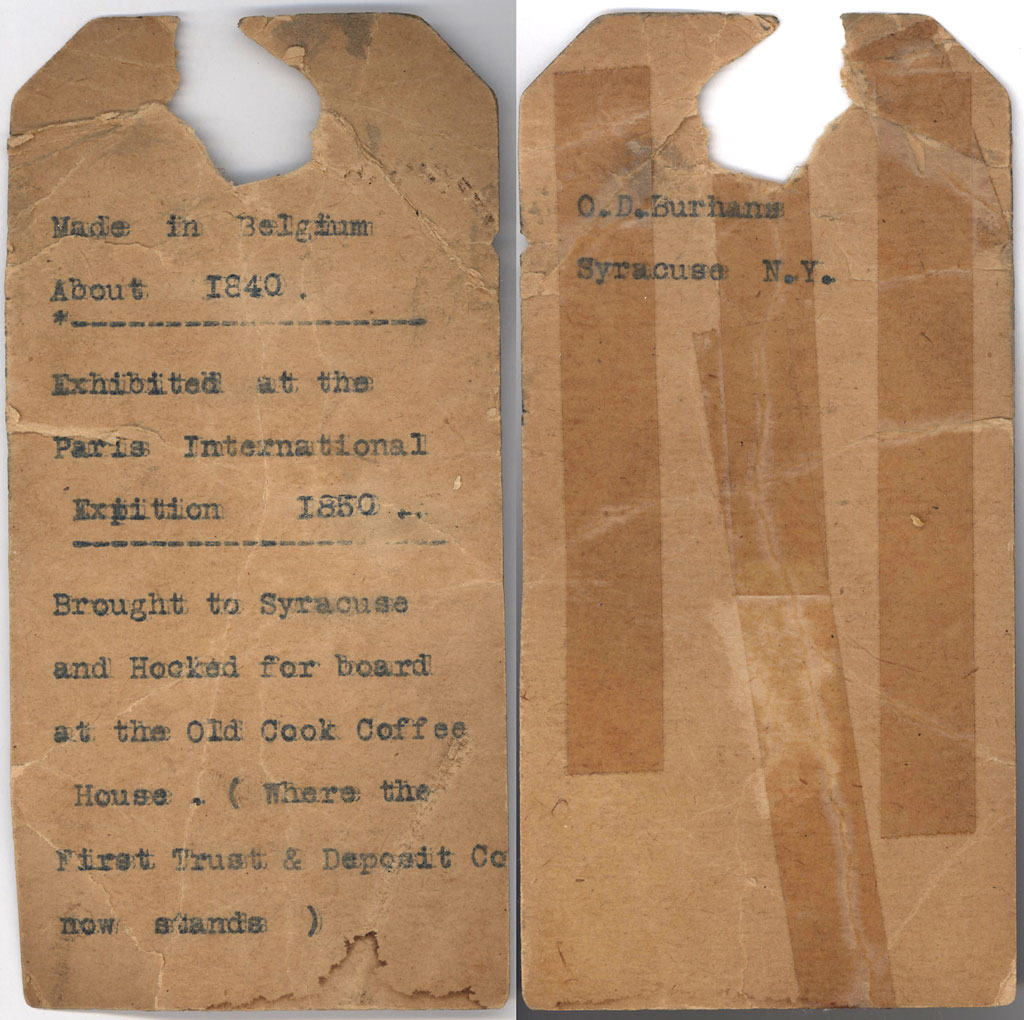 Made in Belgium
About 1840.
*-----------------------
Exhibited at the
Paris International
Expition 1850 ..
------------------------
Brought to Syracuse
and Hocked for board
at the Old Cook Coffee
House . ( Where the
First Trust & Deposit Co
now stands )
O.D.Burhans
Syracuse N.Y.